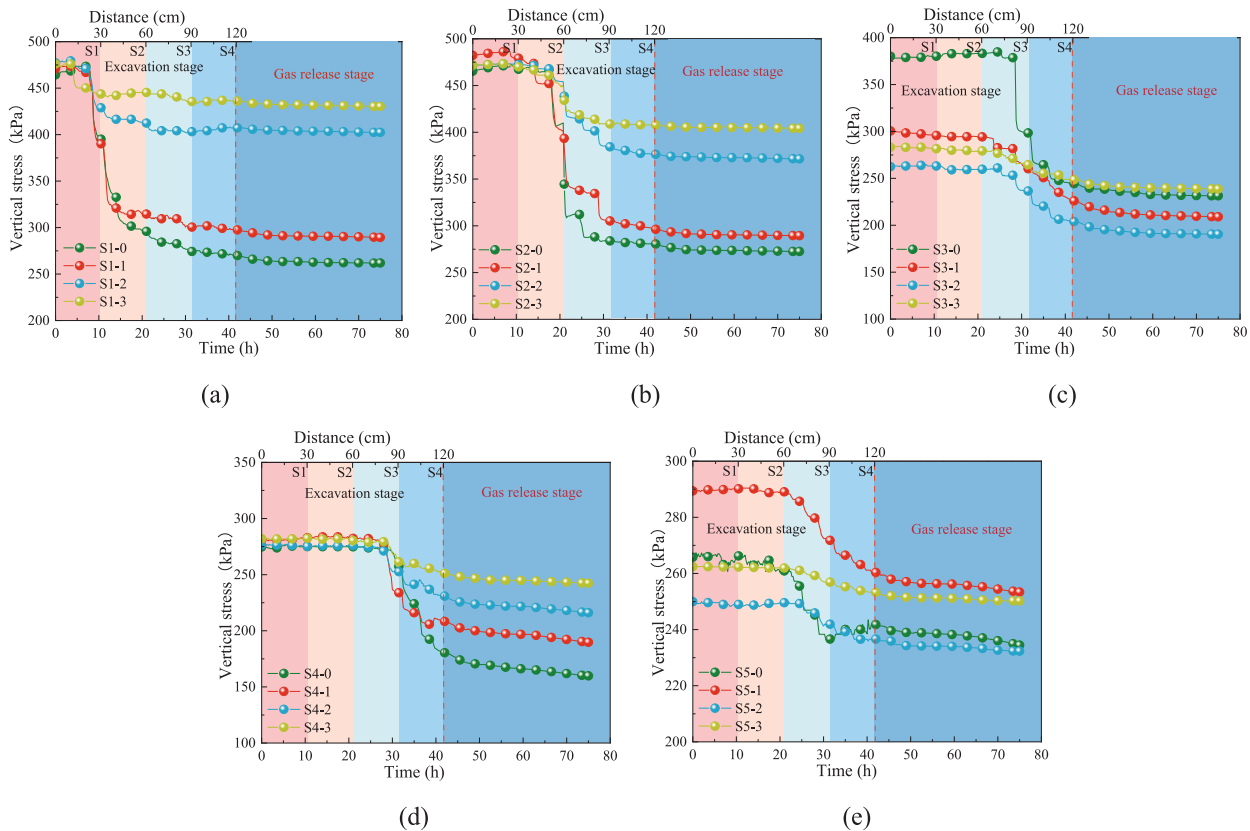 Distance (cm)
0 30 60 90 120
S1 S2 S3 S4
Excavation stage
Gas release stage
Vertical stress (kPa)
500
450
400
350
300
250
200
S1-0
S1-1
S1-2
S1-3
0 10 20 30 40 50 60 70 80
Time (h)
(a)
Distance (cm)
0 30 60 90 120
S1 S2 S3 S4
Excavation stage
Gas release stage
Vertical stress (kPa)
500
450
400
350
300
250
200
S2-0
S2-1
S2-2
S2-3
0 10 20 30 40 50 60 70 80
Time (h)
(b)
Distance (cm)
0 30 60 90 120
S1 S2 S3 S4
Excavation stage
Gas release stage
Vertical stress (kPa)
400
350
300
250
200
150
100
S3-0
S3-1
S3-2
S3-3
0 10 20 30 40 50 60 70 80
Time (h)
(c)
Distance (cm)
0 30 60 90 120
S1 S2 S3 S4
Excavation stage
Gas release stage
Vertical stress (kPa)
350
300
250
200
150
100
S4-0
S4-1
S4-2
S4-3
0 10 20 30 40 50 60 70 80
Time (h)
(d)
Distance (cm)
0 30 60 90 120
S1 S2 S3 S4
Excavation stage
Gas release stage
Vertical stress (kPa)
300
280
260
240
220
200
S5-0
S5-1
S5-2
S5-3
0 10 20 30 40 50 60 70 80
Time (h)
(e)